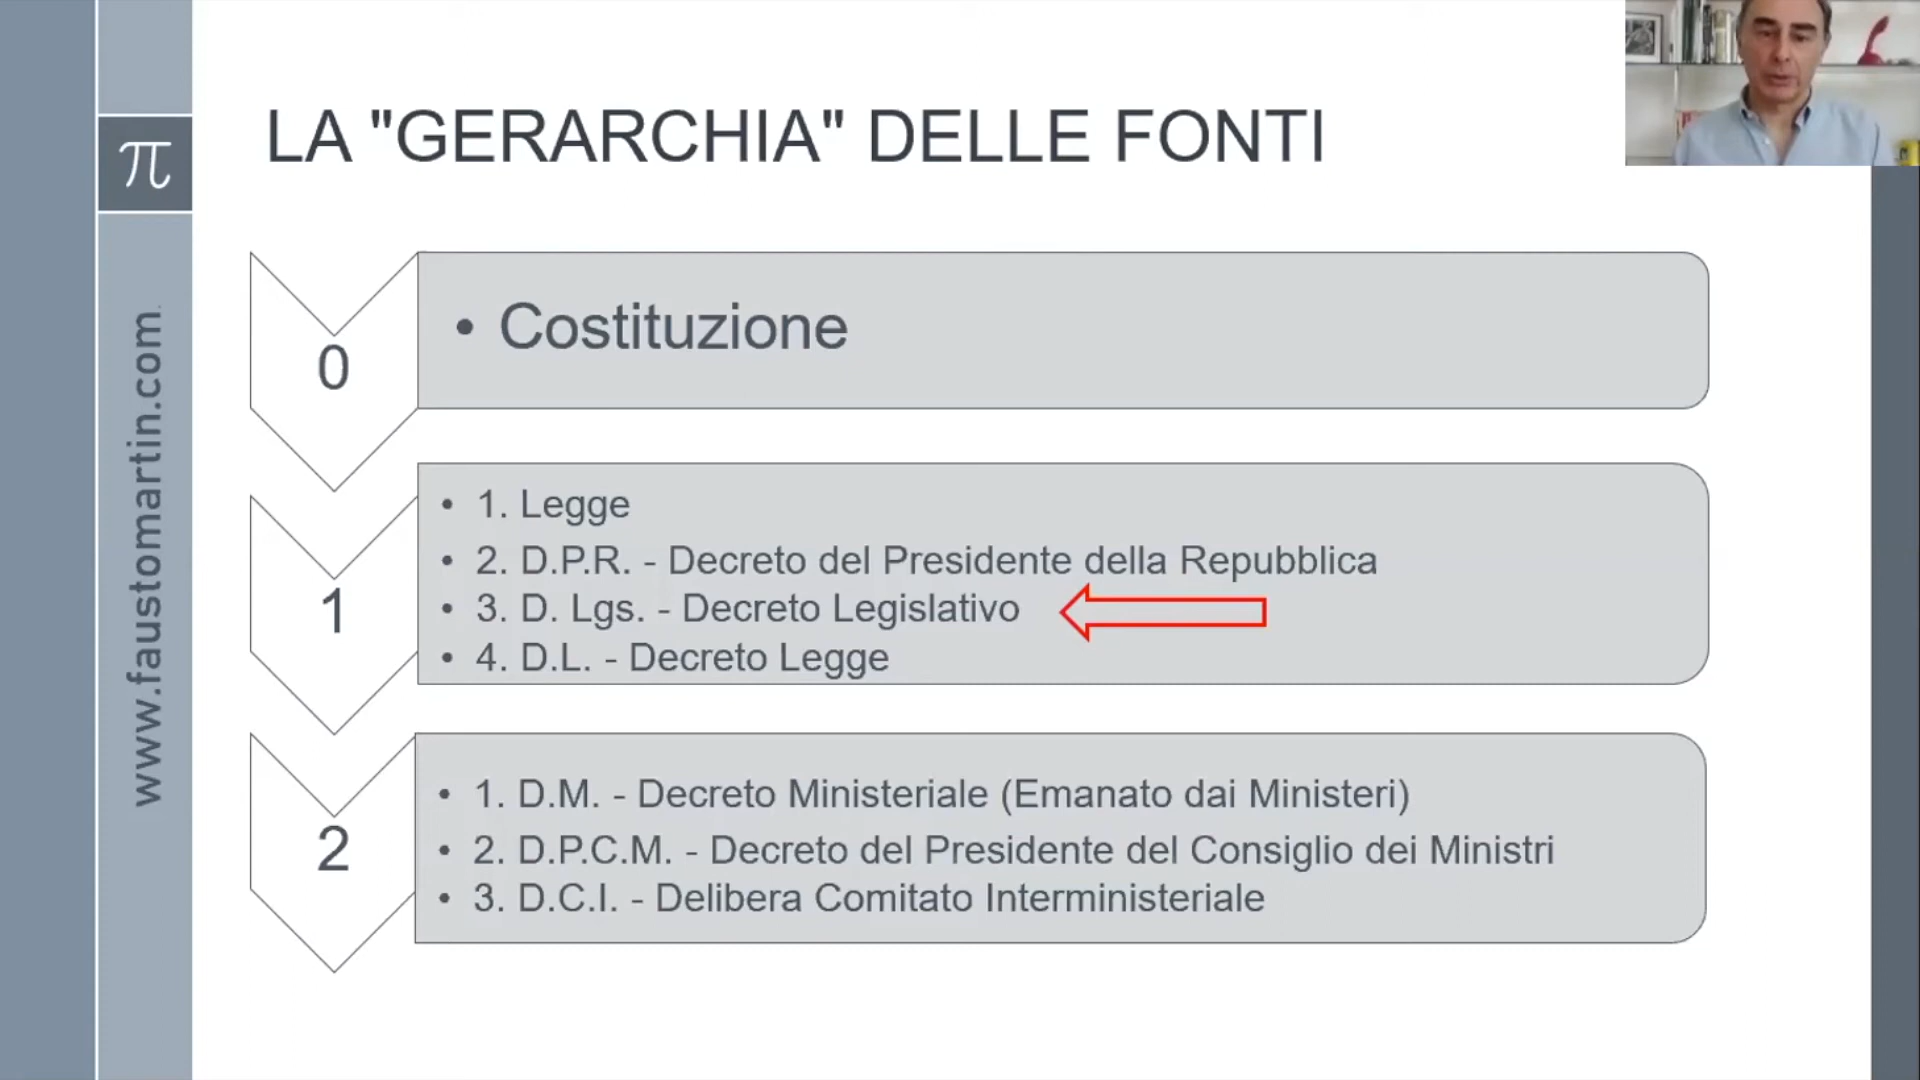 LA "GERARCHIA" DELLE FONTI
π
www.faustomartin.com
0
• Costituzione
1
• 1. Legge
• 2. D.P.R. - Decreto del Presidente della Repubblica
• 3. D. Lgs. - Decreto Legislativo
• 4. D.L. - Decreto Legge
2
• 1. D.M. - Decreto Ministeriale (Emanato dai Ministeri)
• 2. D.P.C.M. - Decreto del Presidente del Consiglio dei Ministri
• 3. D.C.I. - Delibera Comitato Interministeriale